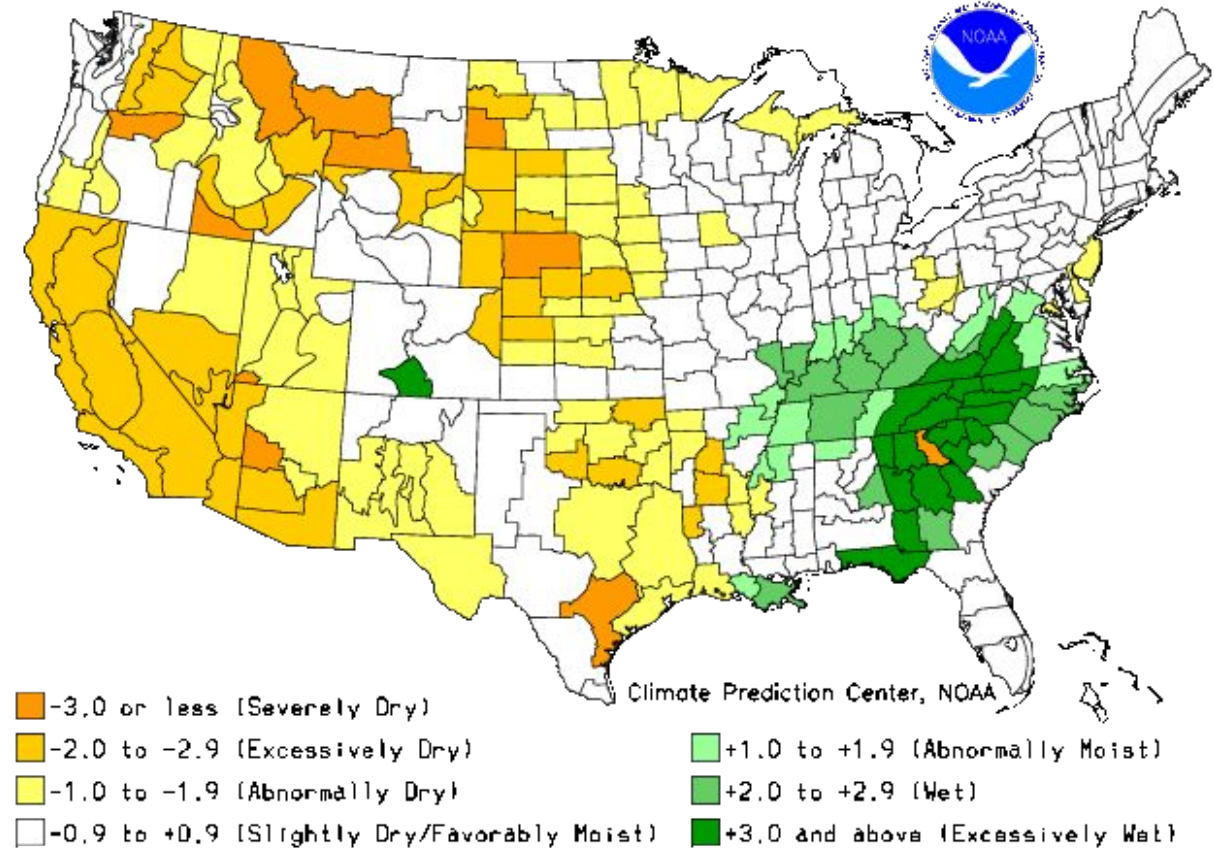 NOAA
Climate Prediction Center, NOAA
-3.0 or less (Severely Dry)
-2.0 to -2.9 (Excessively Dry)
-1.0 to -1.9 (Abnormally Dry)
-0.9 to +0.9 (Slightly Dry/Favorably Moist)
+1.0 to +1.9 (Abnormally Moist)
+2.0 to +2.9 (Wet)
+3.0 and above (Excessively Wet)